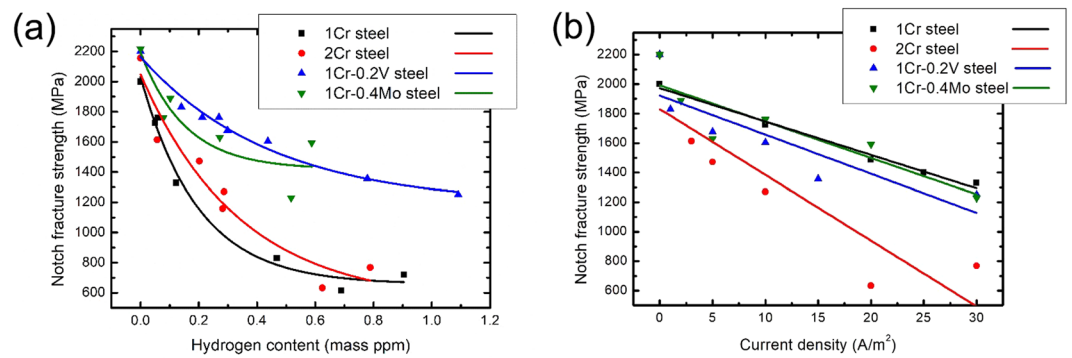 (a)
1Cr steel
2Cr steel
1Cr-0.2V steel
1Cr-0.4Mo steel
Notch fracture strength (MPa)
2200
2000
1800
1600
1400
1200
1000
800
600
0.0 0.2 0.4 0.6 0.8 1.0 1.2
Hydrogen content (mass ppm)
(b)
1Cr steel
2Cr steel
1Cr-0.2V steel
1Cr-0.4Mo steel
Notch fracture strength (MPa)
2200
2000
1800
1600
1400
1200
1000
800
600
0 5 10 15 20 25 30
Current density (A/m²)